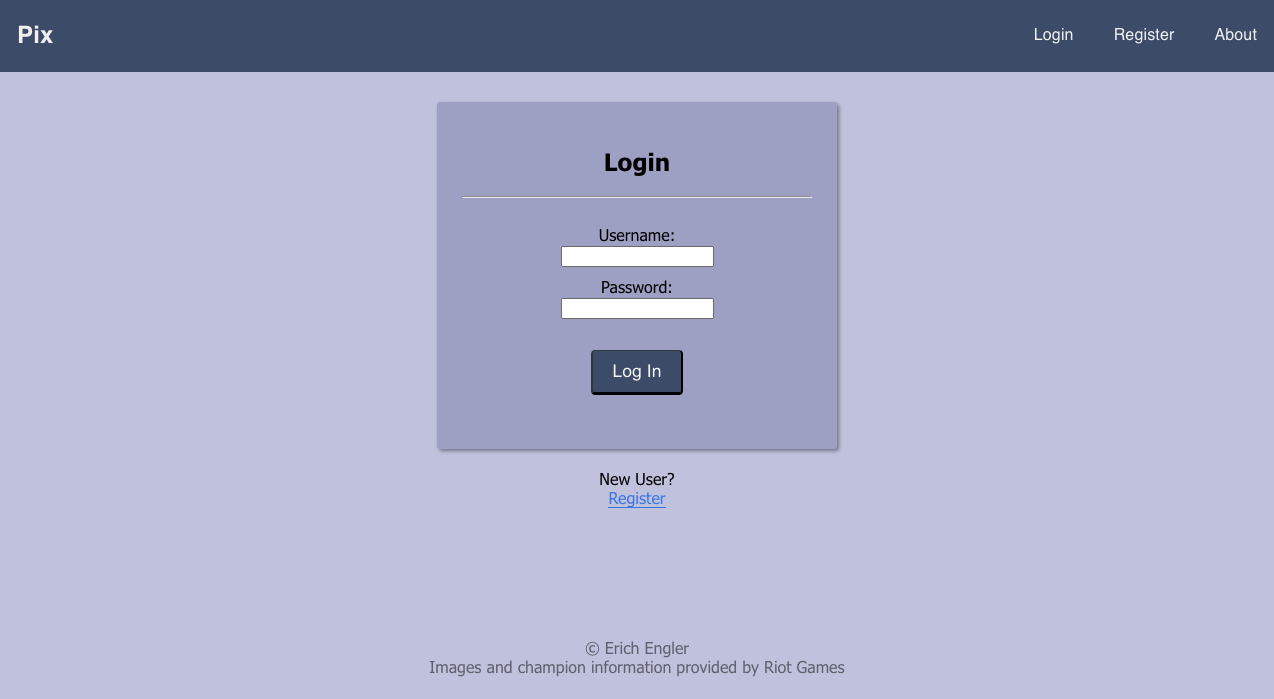 Pix
Login
Register
About
Login
Username:
Password:
Log In
New User?
Register
© Erich Engler
Images and champion information provided by Riot Games